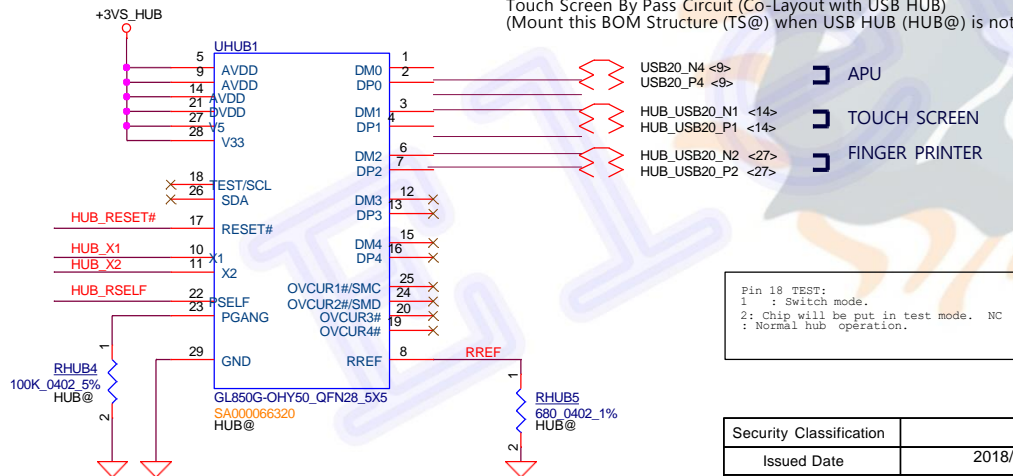 Touch Screen By Pass Circuit (Co-Layout with USB HUB)
(Mount this BOM Structure (TS@) when USB HUB (HUB@) is not
+3VS_HUB
UHUB1
5 AVDD
9 AVDD
14 AVDD
21 DVDD
27 V5
28 V33
18 TEST/SCL
26 SDA
HUB_RESET# 17 RESET#
HUB_X1 10 X1
HUB_X2 11 X2
HUB_RSELF 22 PSELF
23 PGANG
29 GND
DM0 1
DP0 2
DM1 3
DP1 4
DM2 6
DP2 7
DM3 12
DP3 13
DM4 15
DP4 16
OVCUR1#/SMC 25
OVCUR2#/SMD 24
OVCUR3# 20
OVCUR4# 19
RREF 8 RREF
GL850G-OHY50_QFN28_5X5
SA000066320
HUB@
1
RHUB4
100K_0402_5%
HUB@
2
1
RHUB5
680_0402_1%
HUB@
2
USB20_N4 <9>
USB20_P4 <9>
APU
HUB_USB20_N1 <14>
HUB_USB20_P1 <14>
TOUCH SCREEN
HUB_USB20_N2 <27>
HUB_USB20_P2 <27>
FINGER PRINTER
Pin 18 TEST:
1 : Switch mode.
2: Chip will be put in test mode. NC
: Normal hub operation.
Security Classification
Issued Date 2018/